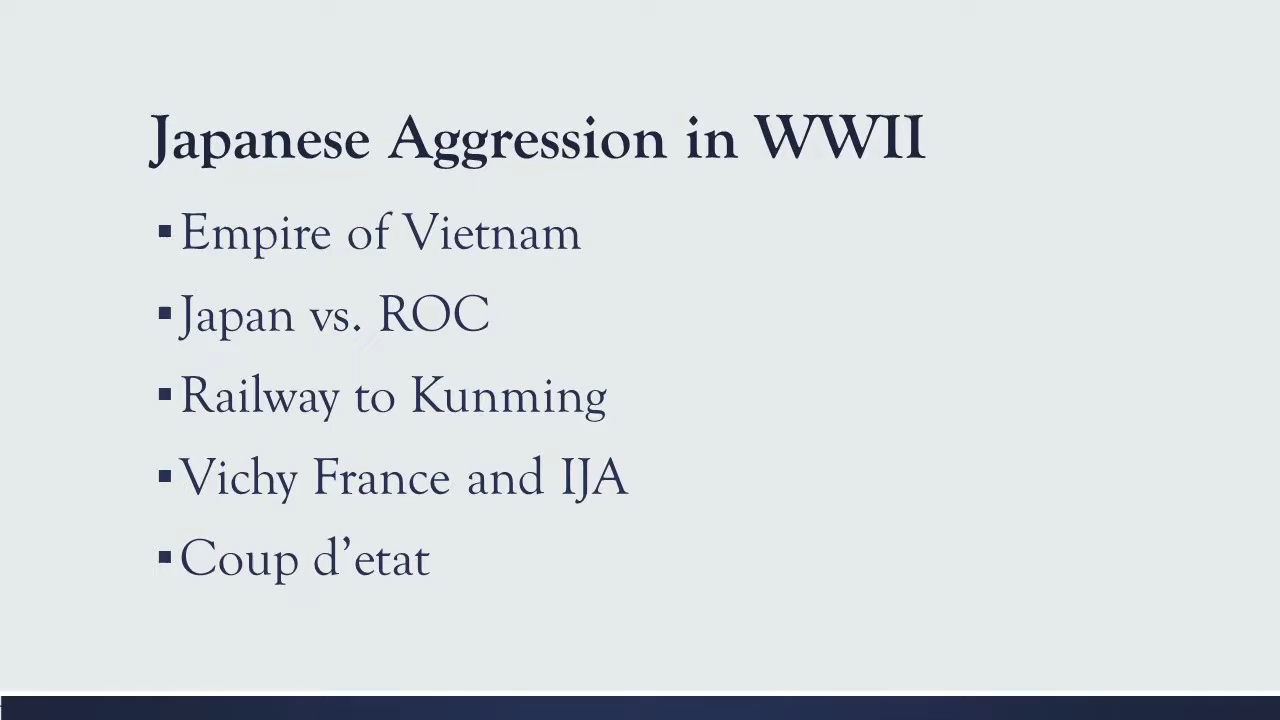 Japanese Aggression in WWII
▪Empire of Vietnam
▪Japan vs. ROC
▪Railway to Kunming
▪Vichy France and IJA
▪Coup d’etat